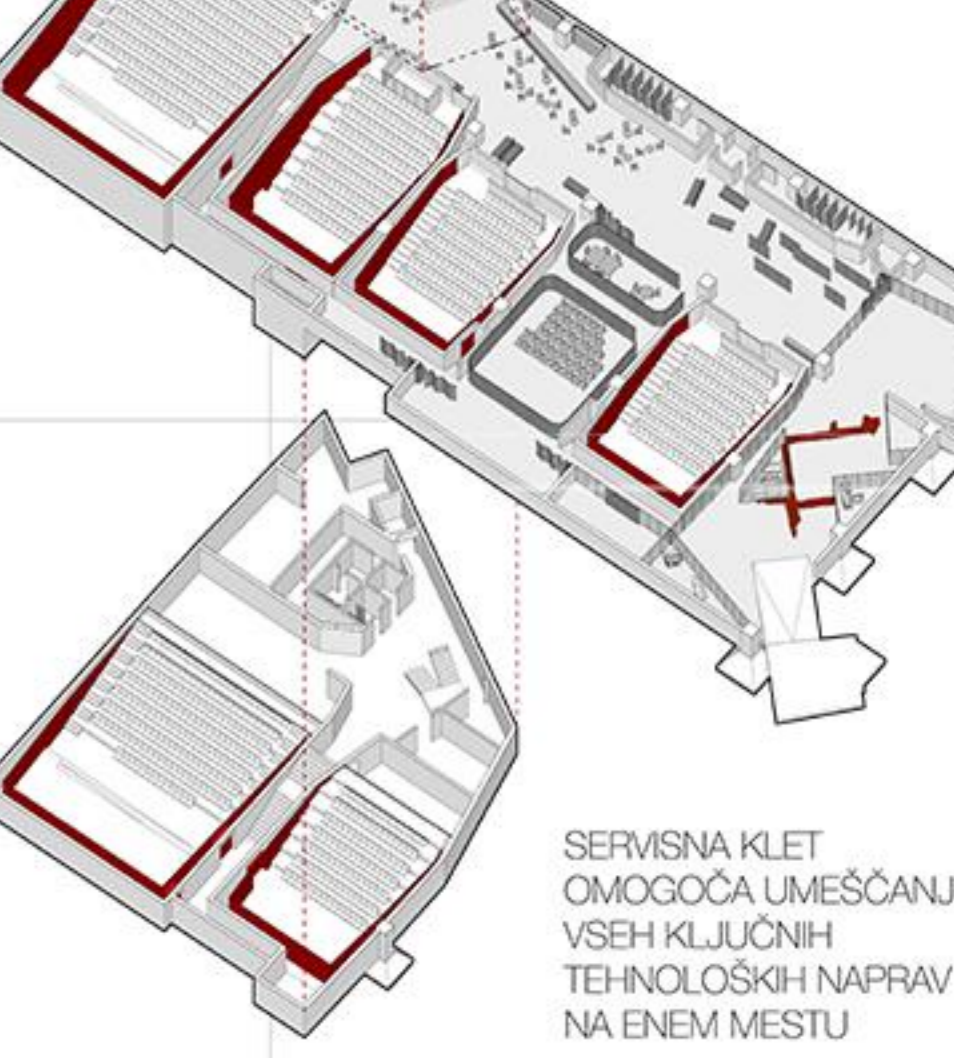 SERVISNA KLET
OMOGOČA UMEŠČANJ
VSEH KLJUČNIH
TEHNOLOŠKIH NAPRAV
NA ENEM MESTU